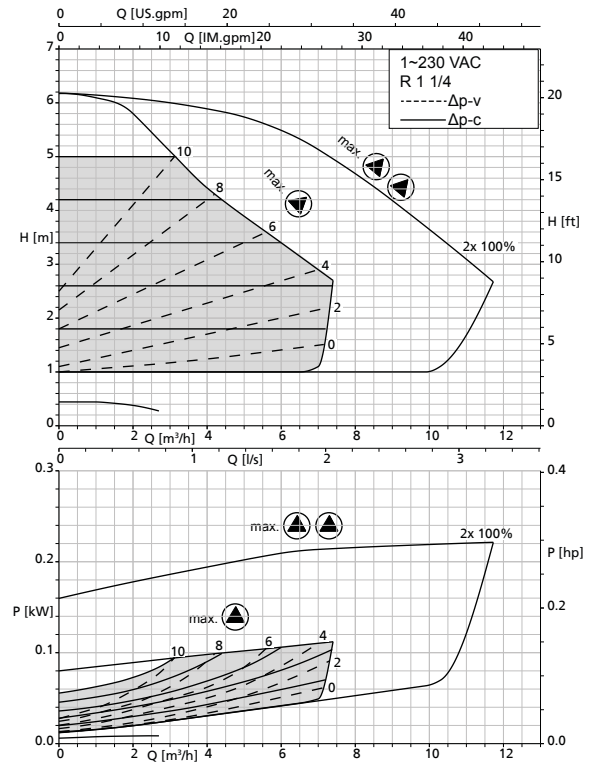 Q [US.gpm]
0 20 40
Q [IM.gpm]
0 10 20 30 40
1~230 VAC
R 1 1/4
Δp-v
Δp-c
H [m]
7
6
5
4
3
2
1
0
H [ft]
20
15
10
5
0
max.
max.
2x 100%
10
8
6
4
2
0
0 2 4 6 8 10 12
Q [m³/h]
0 1 2 3
Q [l/s]
P [kW]
0.3
0.2
0.1
0.0
P [hp]
0.4
0.2
0.0
max.
2x 100%
max.
10
8
6
4
2
0
0 2 4 6 8 10 12
Q [m³/h]